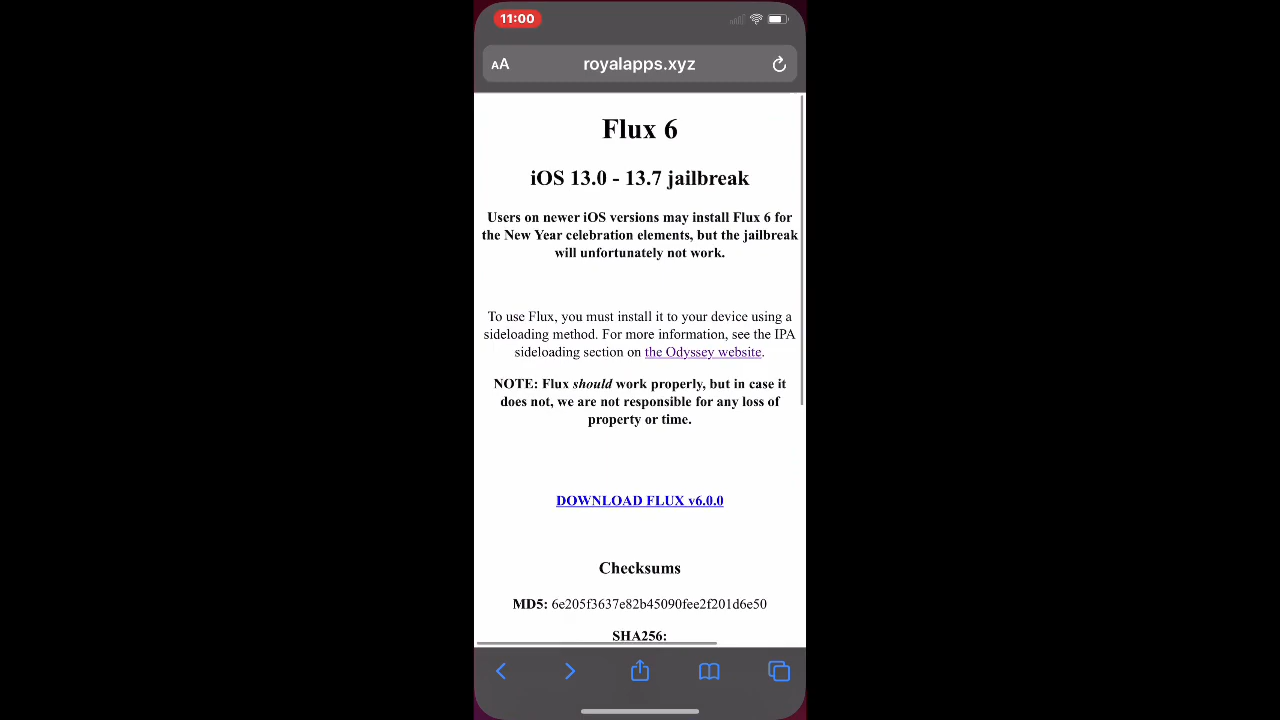 11:00
AA royalapps.xyz
Flux 6
iOS 13.0 - 13.7 jailbreak
Users on newer iOS versions may install Flux 6 for
the New Year celebration elements, but the jailbreak
will unfortunately not work.
To use Flux, you must install it to your device using a
sideloading method. For more information, see the IPA
sideloading section on the Odyssey website.
NOTE: Flux should work properly, but in case it
does not, we are not responsible for any loss of
property or time.
DOWNLOAD FLUX v6.0.0
Checksums
MD5: 6e205f3637e82b45090fee2f201d6e50
SHA256: